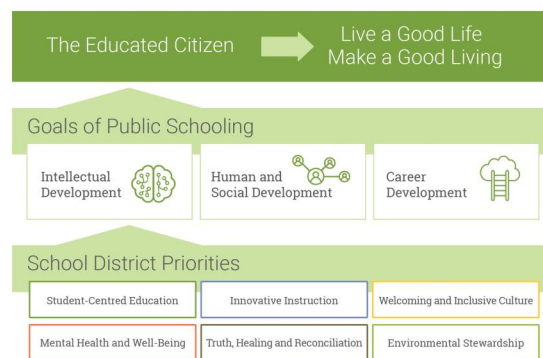 The Educated Citizen
Live a Good Life
Make a Good Living
Goals of Public Schooling
Intellectual
Development
Human and
Social Development
Career
Development
School District Priorities
Student-Centred Education
Innovative Instruction
Welcoming and Inclusive Culture
Mental Health and Well-Being
Truth, Healing and Reconciliation
Environmental Stewardship